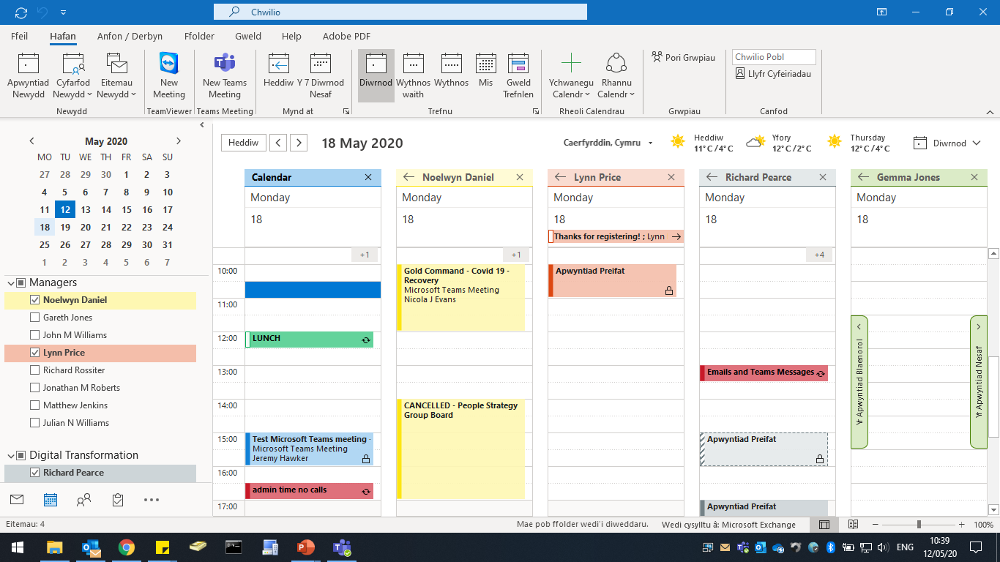 Chwilio
Ffeil Hafan Anfon / Derbyn Ffolder Gweld Help Adobe PDF
Apwyntiad Newydd
Cyfarfod Newydd
Eitemau Newydd
Newydd
New Meeting
TeamViewer
New Teams Meeting
Teams Meeting
Heddiw
Y 7 Diwrnod Nesaf
Mynd at
Diwrnod
Wythnos waith
Wythnos
Mis
Gweld Trefnlen
Trefnu
Ychwanegu Calendr
Rhannu Calendr
Rheoli Calendrau
Pori Grwpiau
Grwpiau
Chwilio Pobl
Llyfr Cyfeiriadau
Canfod
May 2020
MO TU WE TH FR SA SU
27 28 29 30 1 2 3
4 5 6 7 8 9 10
11 12 13 14 15 16 17
18 19 20 21 22 23 24
25 26 27 28 29 30 31
1 2 3 4 5 6 7
Managers
Noelwyn Daniel
Gareth Jones
John M Williams
Lynn Price
Richard Rossiter
Jonathan M Roberts
Matthew Jenkins
Julian N Williams
Digital Transformation
Richard Pearce
Heddiw
18 May 2020
Caerfyrddin, Cymru
Heddiw
11°C/4°C
Yfory
12°C/2°C
Thursday
12°C/4°C
Diwrnod
10:00
11:00
12:00
13:00
14:00
15:00
16:00
17:00
Calendar
Monday
18
+1
LUNCH
Test Microsoft Teams meeting -
Microsoft Teams Meeting
Jeremy Hawker
admin time no calls
Noelwyn Daniel
Monday
18
+1
Gold Command - Covid 19 -
Recovery
Microsoft Teams Meeting
Nicola J Evans
CANCELLED - People Strategy
Group Board
Lynn Price
Monday
18
Thanks for registering! ; Lynn
Apwyntiad Preifat
Richard Pearce
Monday
18
+4
Emails and Teams Messages
Apwyntiad Preifat
Apwyntiad Preifat
Gemma Jones
Monday
18
Yr Apwyntiad Blaenorol
Yr Apwyntiad Nesaf
Eitemau: 4
Mae pob ffolder wedi'i diweddaru.
Wedi cysylltu â: Microsoft Exchange
100%
ENG
10:39
12/05/20